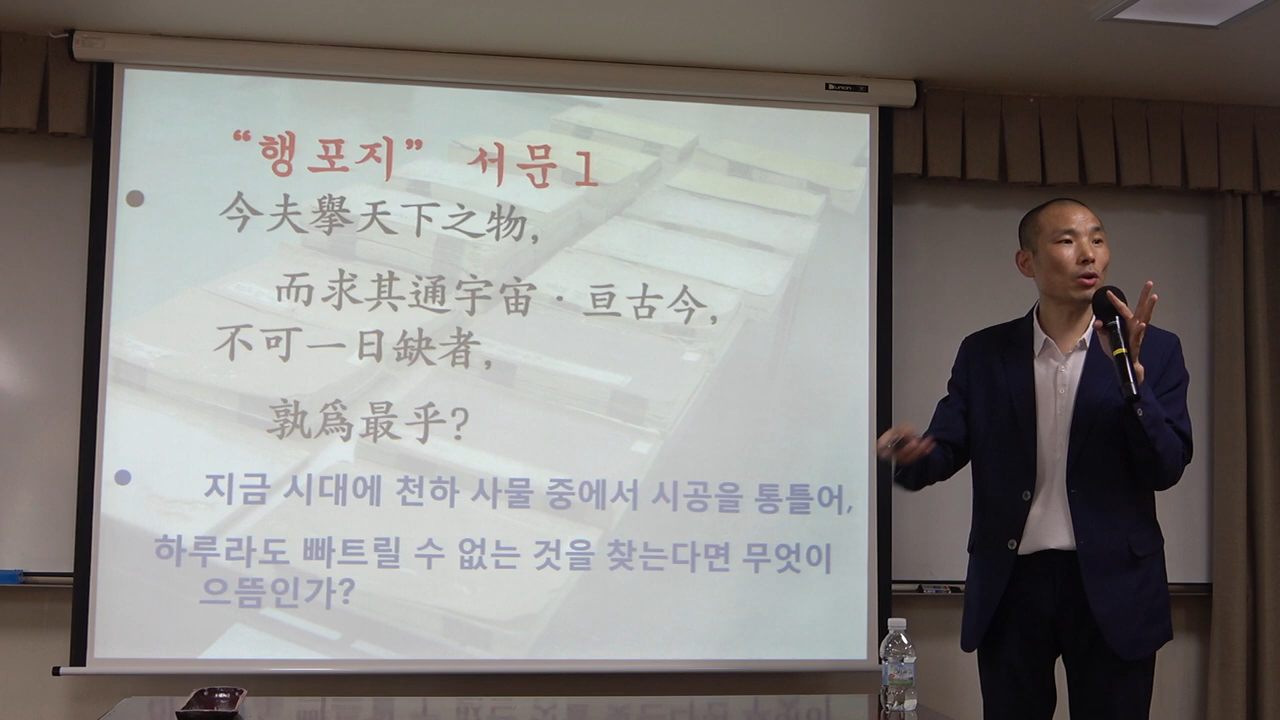 “행포지” 서문1
今夫擧天下之物,
而求其通宇宙·亘古今,
不可一日缺者,
孰爲最乎?
지금 시대에 천하 사물 중에서 시공을 통틀어,
하루라도 빠트릴 수 없는 것을 찾는다면 무엇이
으뜸인가?